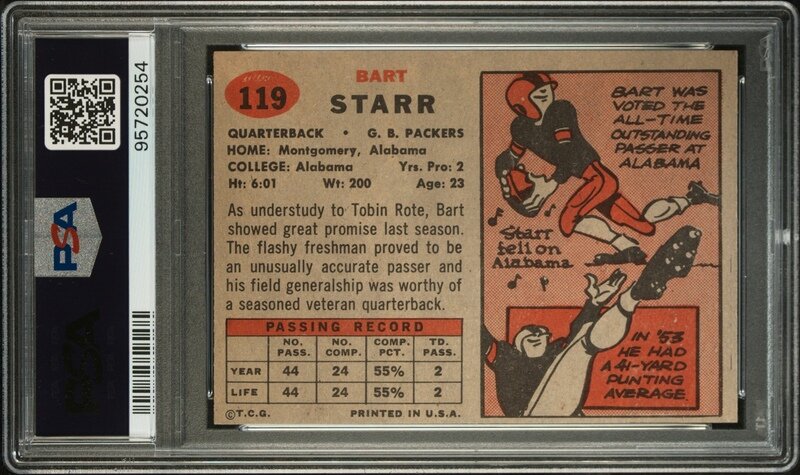 95720254
PSA
119
BART
STARR
QUARTERBACK • G. B. PACKERS
HOME: Montgomery, Alabama
COLLEGE: Alabama Yrs. Pro: 2
Ht: 6:01 Wt: 200 Age: 23
As understudy to Tobin Rote, Bart
showed great promise last season.
The flashy freshman proved to be
an unusually accurate passer and
his field generalship was worthy of
a seasoned veteran quarterback.
PASSING RECORD
NO. PASS. NO. COMP. COMP. PCT. TD. PASS.
YEAR 44 24 55% 2
LIFE 44 24 55% 2
©T.C.G. PRINTED IN U.S.A.
BART WAS
VOTED THE
ALL-TIME
OUTSTANDING
PASSER AT
ALABAMA
Starr
fell on
Alabama
IN '53
HE HAD
A 41-YARD
PUNTING
AVERAGE.